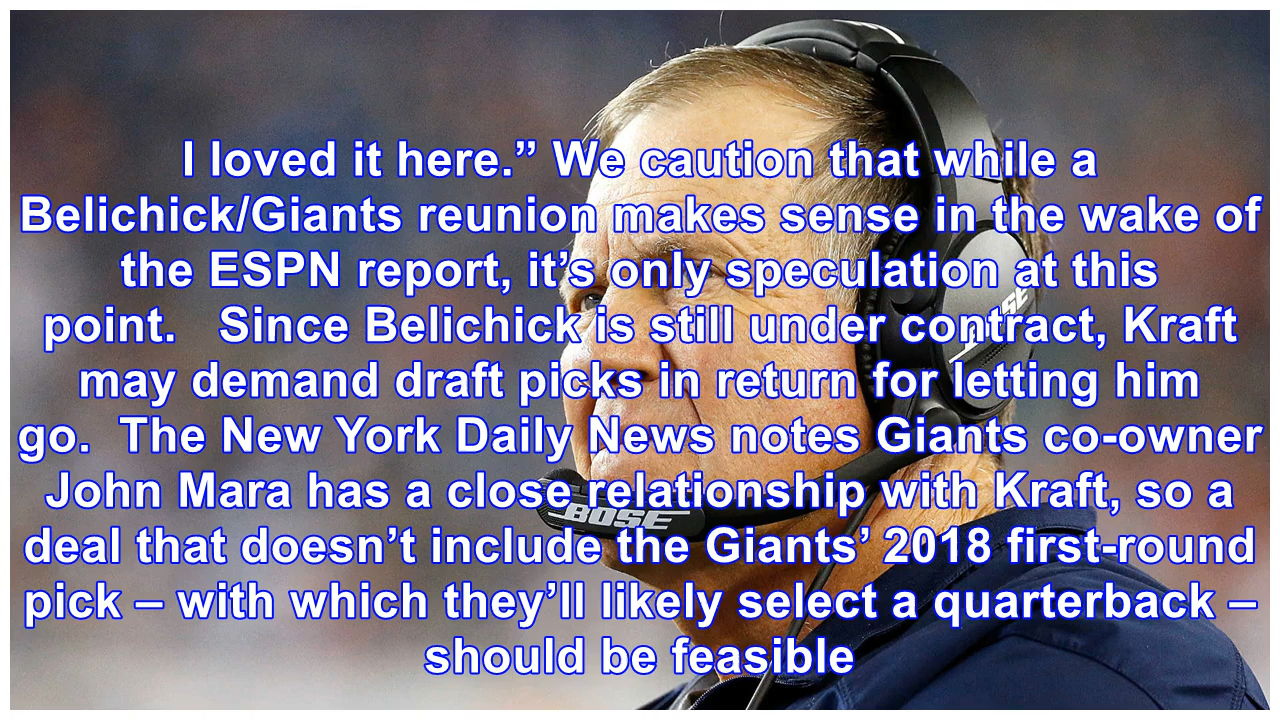 I loved it here.” We caution that while a
Belichick/Giants reunion makes sense in the wake of
the ESPN report, it’s only speculation at this
point.   Since Belichick is still under contract, Kraft
may demand draft picks in return for letting him
go.  The New York Daily News notes Giants co-owner
John Mara has a close relationship with Kraft, so a
deal that doesn’t include the Giants’ 2018 first-round
pick – with which they’ll likely select a quarterback –
should be feasible
BOSE
BOSE